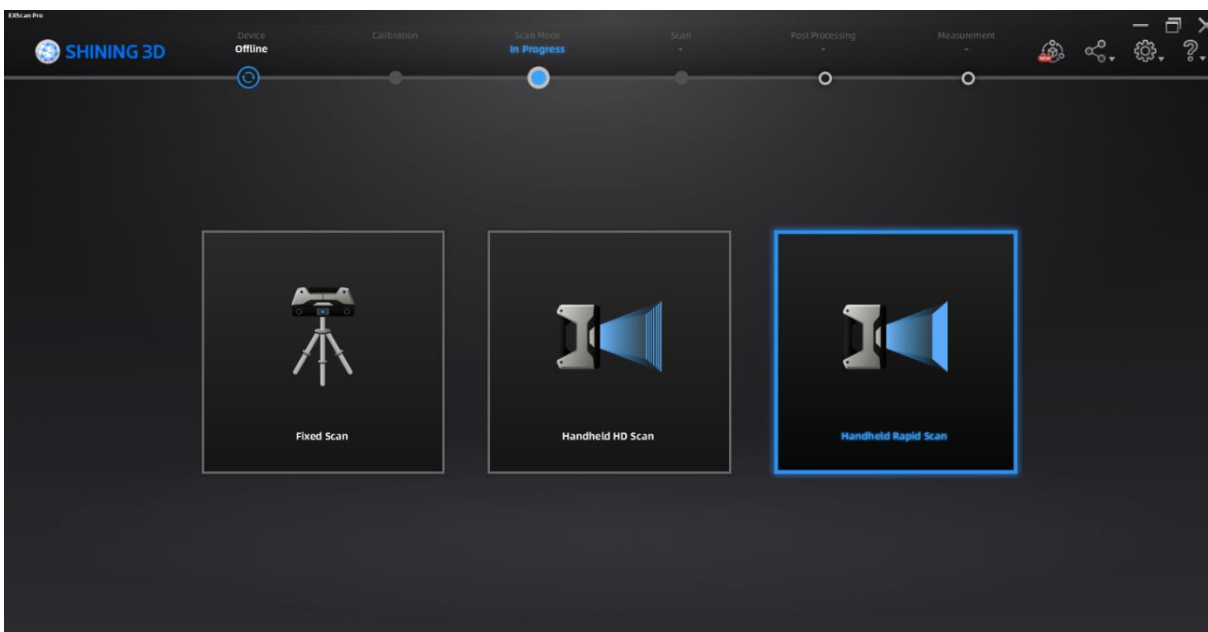 EXScan Pro
SHINING 3D
Device
Offline
Calibration
Scan Mode
In Progress
Scan
-
Post Processing
-
Measurement
-
NEW
Fixed Scan
Handheld HD Scan
Handheld Rapid Scan